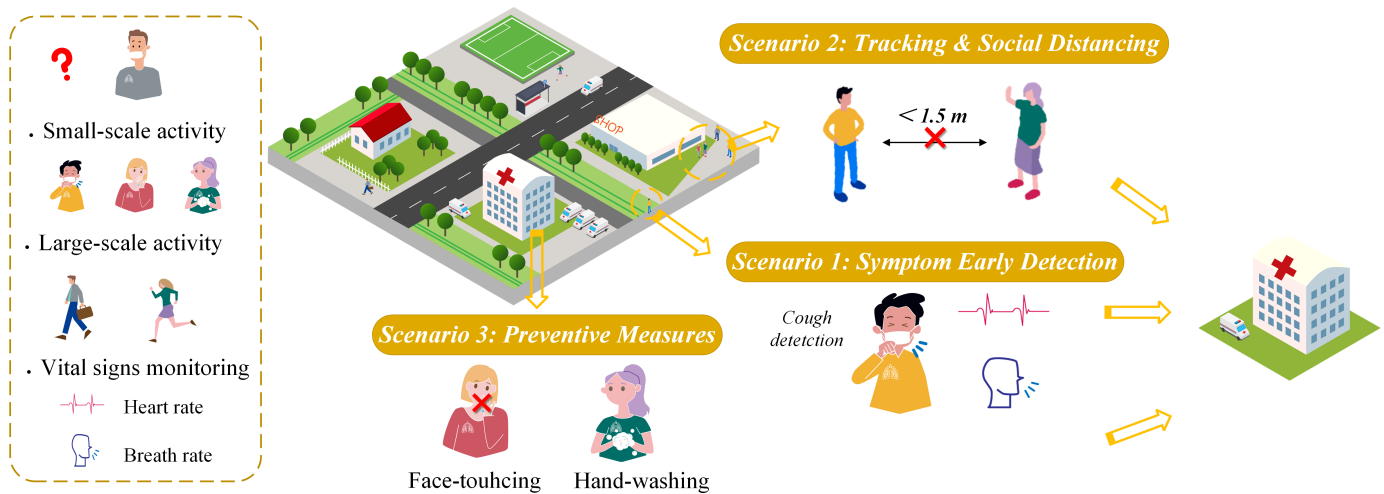 ?
. Small-scale activity
. Large-scale activity
. Vital signs monitoring
Heart rate
Breath rate
SHOP
Scenario 2: Tracking & Social Distancing
< 1.5 m
Scenario 1: Symptom Early Detection
Cough
detetction
Scenario 3: Preventive Measures
Face-touhcing
Hand-washing